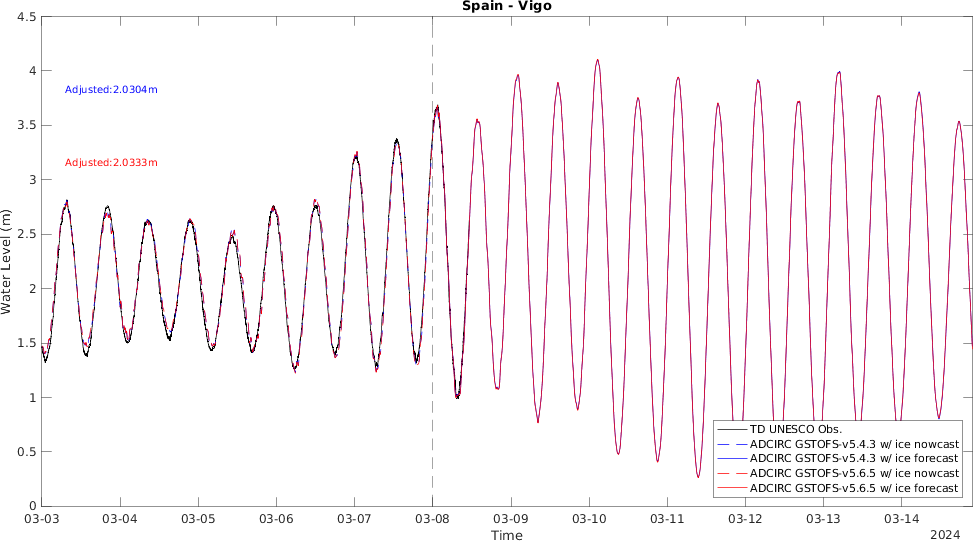 Spain - Vigo
4.5
4
3.5
3
2.5
2
1.5
1
0.5
0
Water Level (m)
Adjusted:2.0304m
Adjusted:2.0333m
TD UNESCO Obs.
ADCIRC GSTOFS-v5.4.3 w/ ice nowcast
ADCIRC GSTOFS-v5.4.3 w/ ice forecast
ADCIRC GSTOFS-v5.6.5 w/ ice nowcast
ADCIRC GSTOFS-v5.6.5 w/ ice forecast
03-03 03-04 03-05 03-06 03-07 03-08 03-09 03-10 03-11 03-12 03-13 03-14
Time
2024